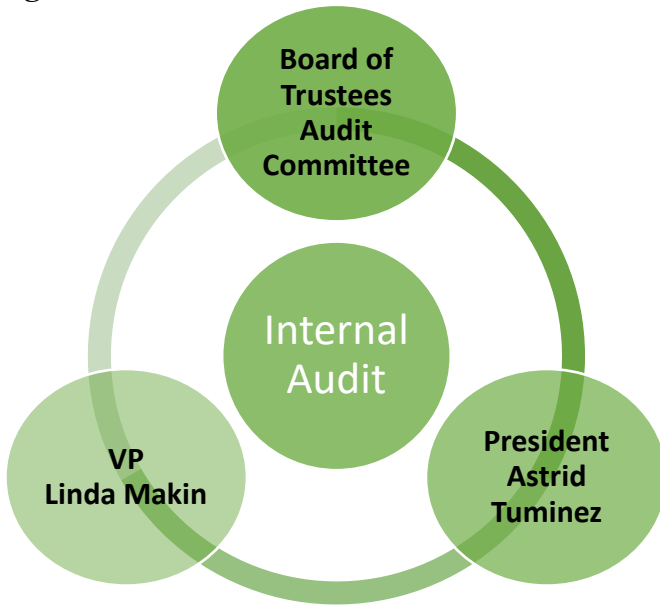 Board of
Trustees
Audit
Committee
Internal
Audit
VP
Linda Makin
President
Astrid
Tuminez